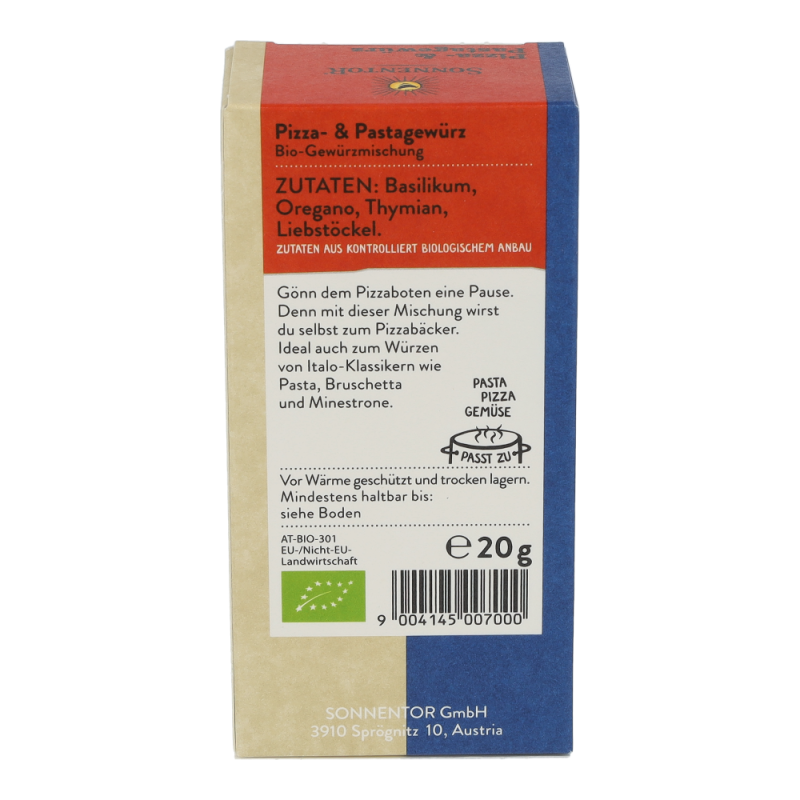 Pizza- &
Pastagewürz
SONNENTOR
Pizza- & Pastagewürz
Bio-Gewürzmischung
ZUTATEN: Basilikum,
Oregano, Thymian,
Liebstöckel.
ZUTATEN AUS KONTROLLIERT BIOLOGISCHEM ANBAU
Gönn dem Pizzaboten eine Pause.
Denn mit dieser Mischung wirst
du selbst zum Pizzabäcker.
Ideal auch zum Würzen
von Italo-Klassikern wie
Pasta, Bruschetta
und Minestrone.
PASTA
PIZZA
GEMÜSE
PASST ZU
Vor Wärme geschützt und trocken lagern.
Mindestens haltbar bis:
siehe Boden
AT-BIO-301
EU-/Nicht-EU-
Landwirtschaft
℮ 20 g
9 004145 007000
SONNENTOR GmbH
3910 Sprögnitz 10, Austria